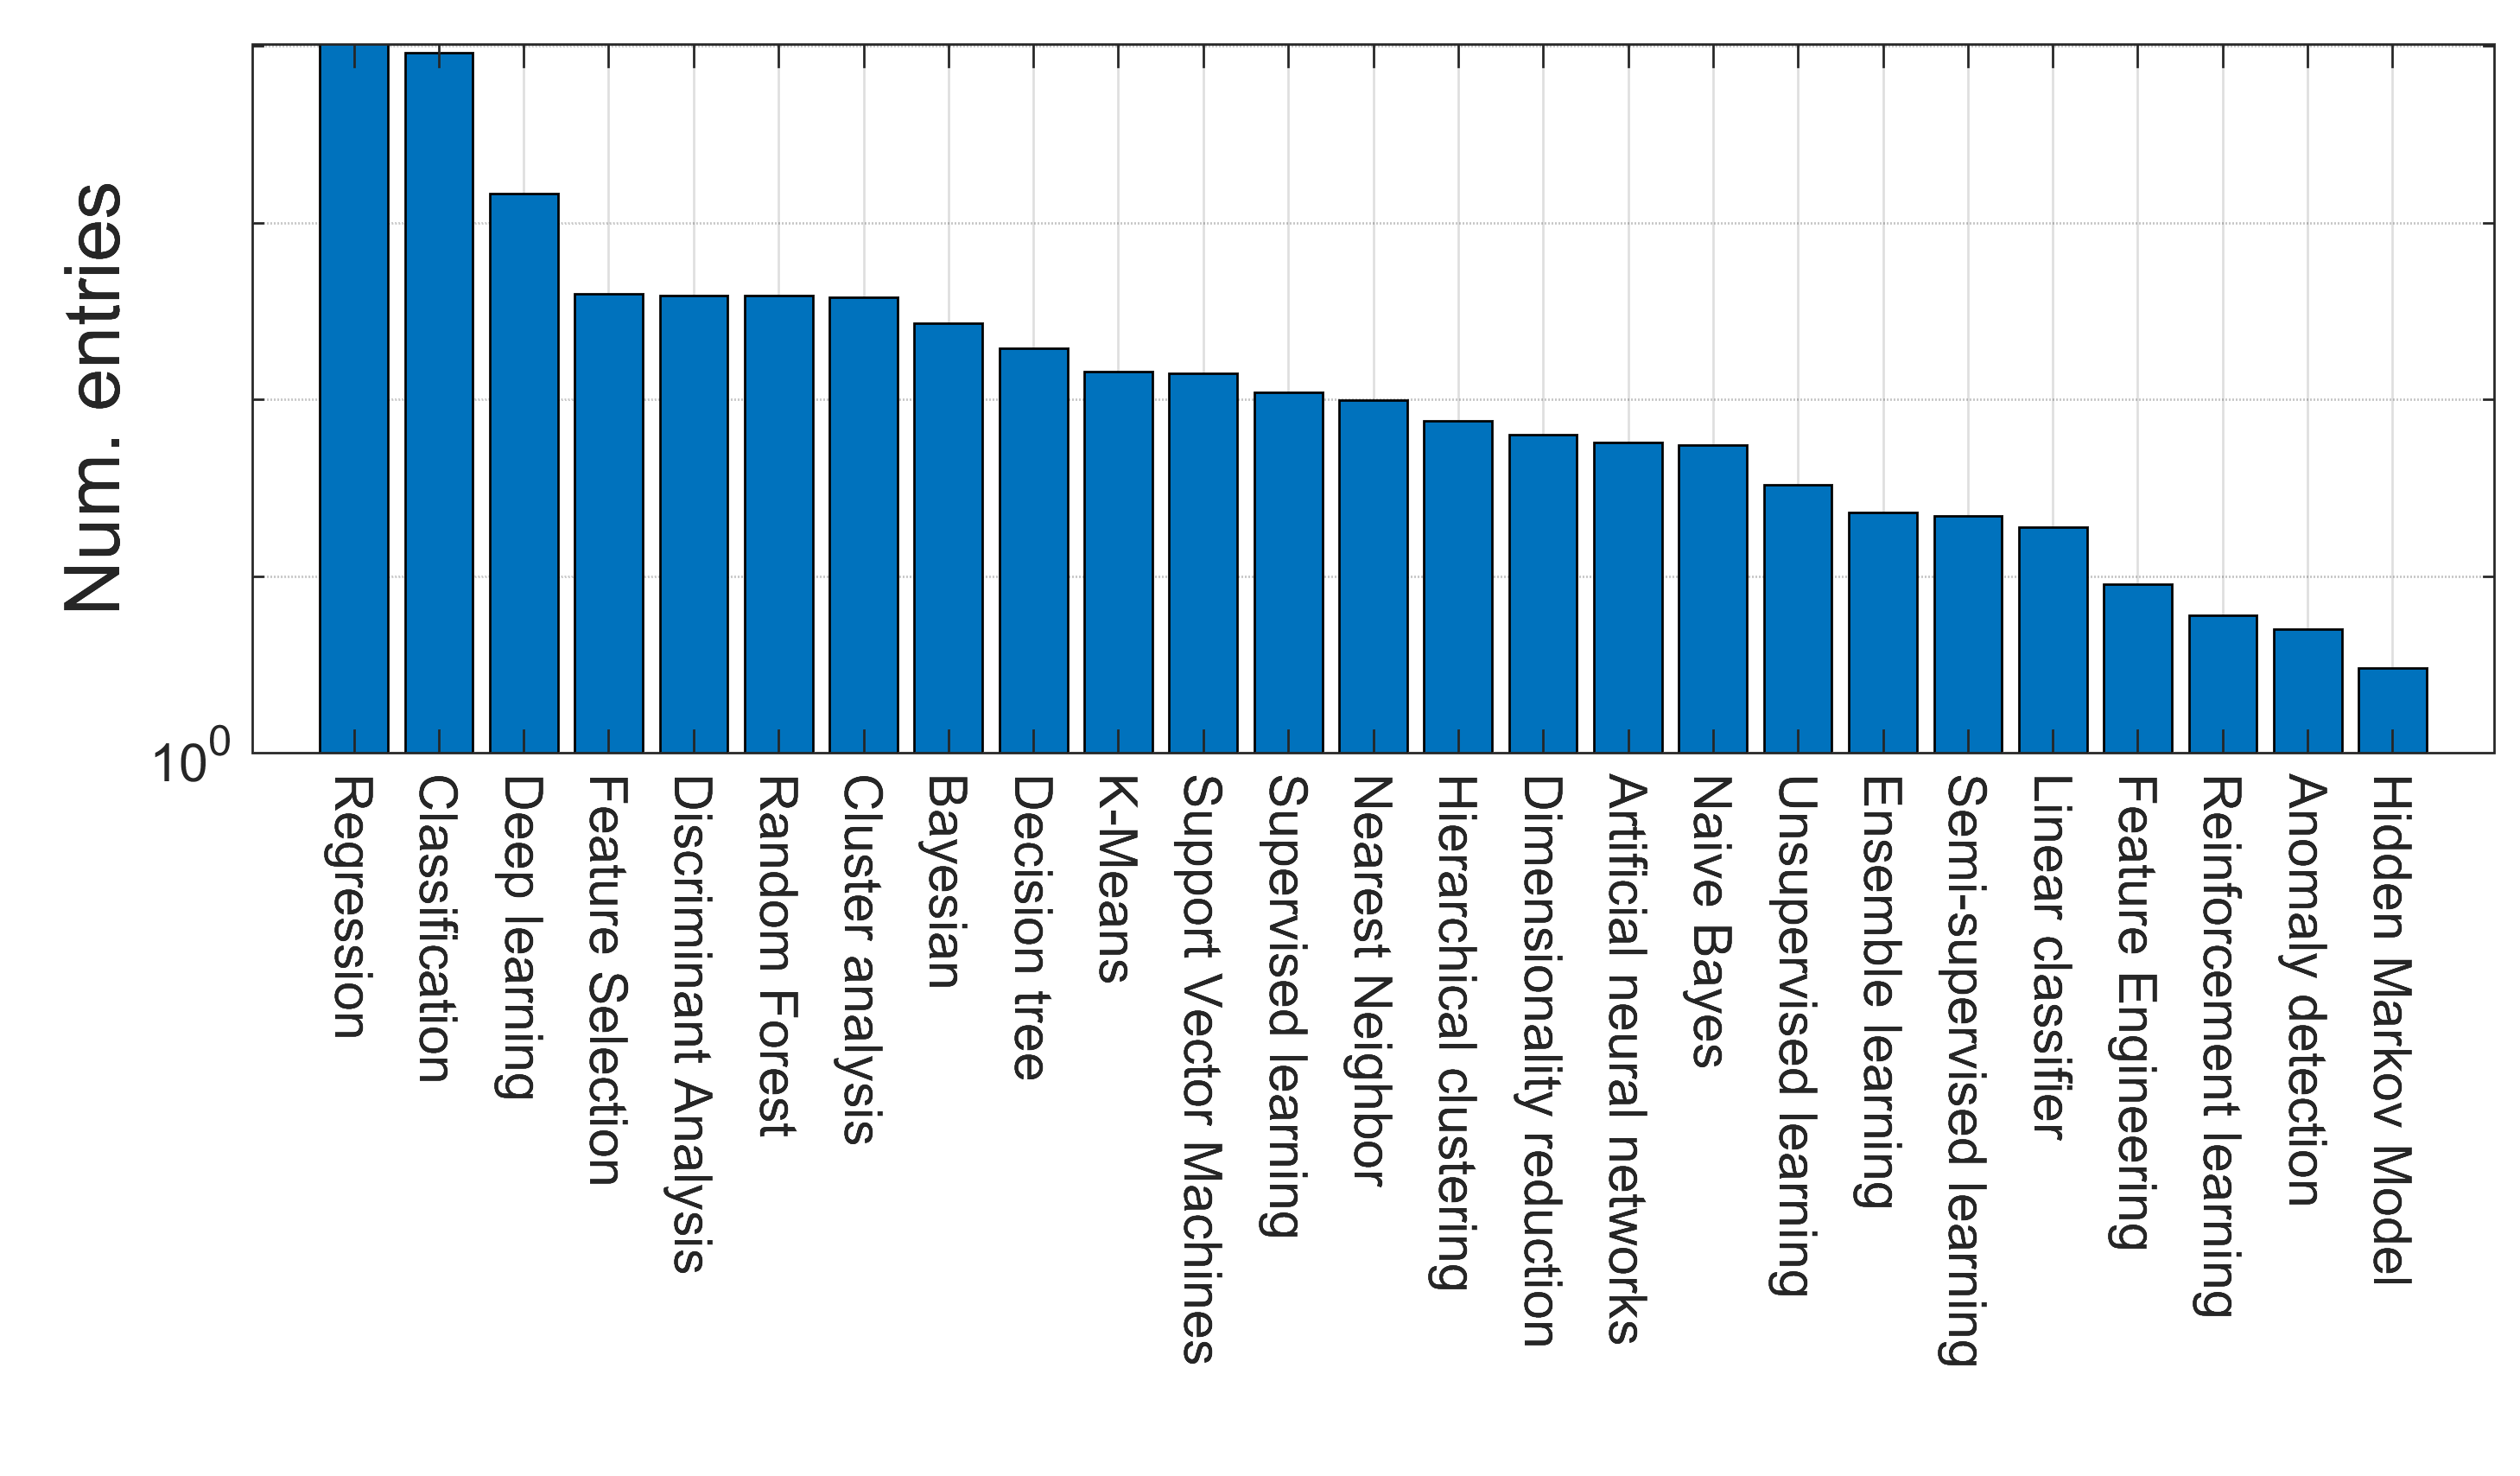 Num. entries
10⁰
Regression
Classification
Deep learning
Feature Selection
Discriminant Analysis
Random Forest
Cluster analysis
Bayesian
Decision tree
K-Means
Support Vector Machines
Supervised learning
Nearest Neighbor
Hierarchical clustering
Dimensionality reduction
Artificial neural networks
Naive Bayes
Unsupervised learning
Ensemble learning
Semi-supervised learning
Linear classifier
Feature Engineering
Reinforcement learning
Anomaly detection
Hidden Markov Model